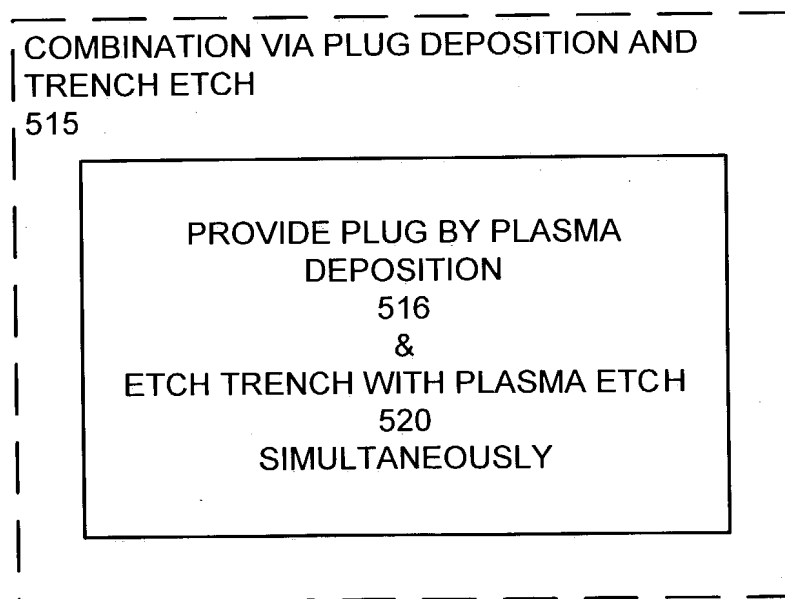 COMBINATION VIA PLUG DEPOSITION AND
TRENCH ETCH
515
PROVIDE PLUG BY PLASMA
DEPOSITION
516
&
ETCH TRENCH WITH PLASMA ETCH
520
SIMULTANEOUSLY